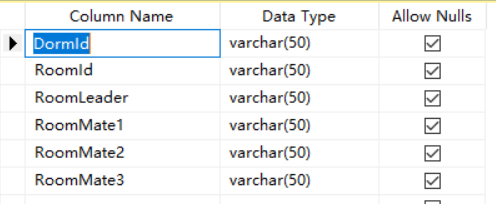 Column Name Data Type Allow Nulls
DormId varchar(50)
RoomId varchar(50)
RoomLeader varchar(50)
RoomMate1 varchar(50)
RoomMate2 varchar(50)
RoomMate3 varchar(50)